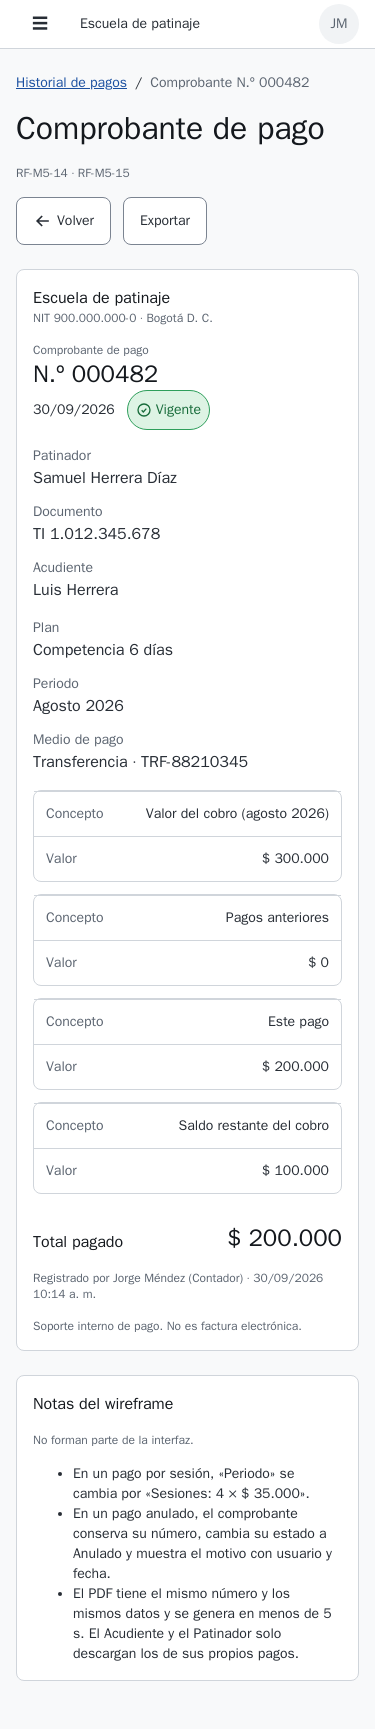 Escuela de patinaje
JM
Historial de pagos / Comprobante N.º 000482
Comprobante de pago
RF-M5-14 · RF-M5-15
Volver
Exportar
Escuela de patinaje
NIT 900.000.000-0 · Bogotá D. C.
Comprobante de pago
N.º 000482
30/09/2026
Vigente
Patinador
Samuel Herrera Díaz
Documento
TI 1.012.345.678
Acudiente
Luis Herrera
Plan
Competencia 6 días
Periodo
Agosto 2026
Medio de pago
Transferencia · TRF-88210345
Concepto Valor del cobro (agosto 2026)
Valor $ 300.000
Concepto Pagos anteriores
Valor $ 0
Concepto Este pago
Valor $ 200.000
Concepto Saldo restante del cobro
Valor $ 100.000
Total pagado $ 200.000
Registrado por Jorge Méndez (Contador) · 30/09/2026
10:14 a. m.
Soporte interno de pago. No es factura electrónica.
Notas del wireframe
No forman parte de la interfaz.
• En un pago por sesión, «Periodo» se
cambia por «Sesiones: 4 × $ 35.000».
• En un pago anulado, el comprobante
conserva su número, cambia su estado a
Anulado y muestra el motivo con usuario y
fecha.
• El PDF tiene el mismo número y los
mismos datos y se genera en menos de 5
s. El Acudiente y el Patinador solo
descargan los de sus propios pagos.